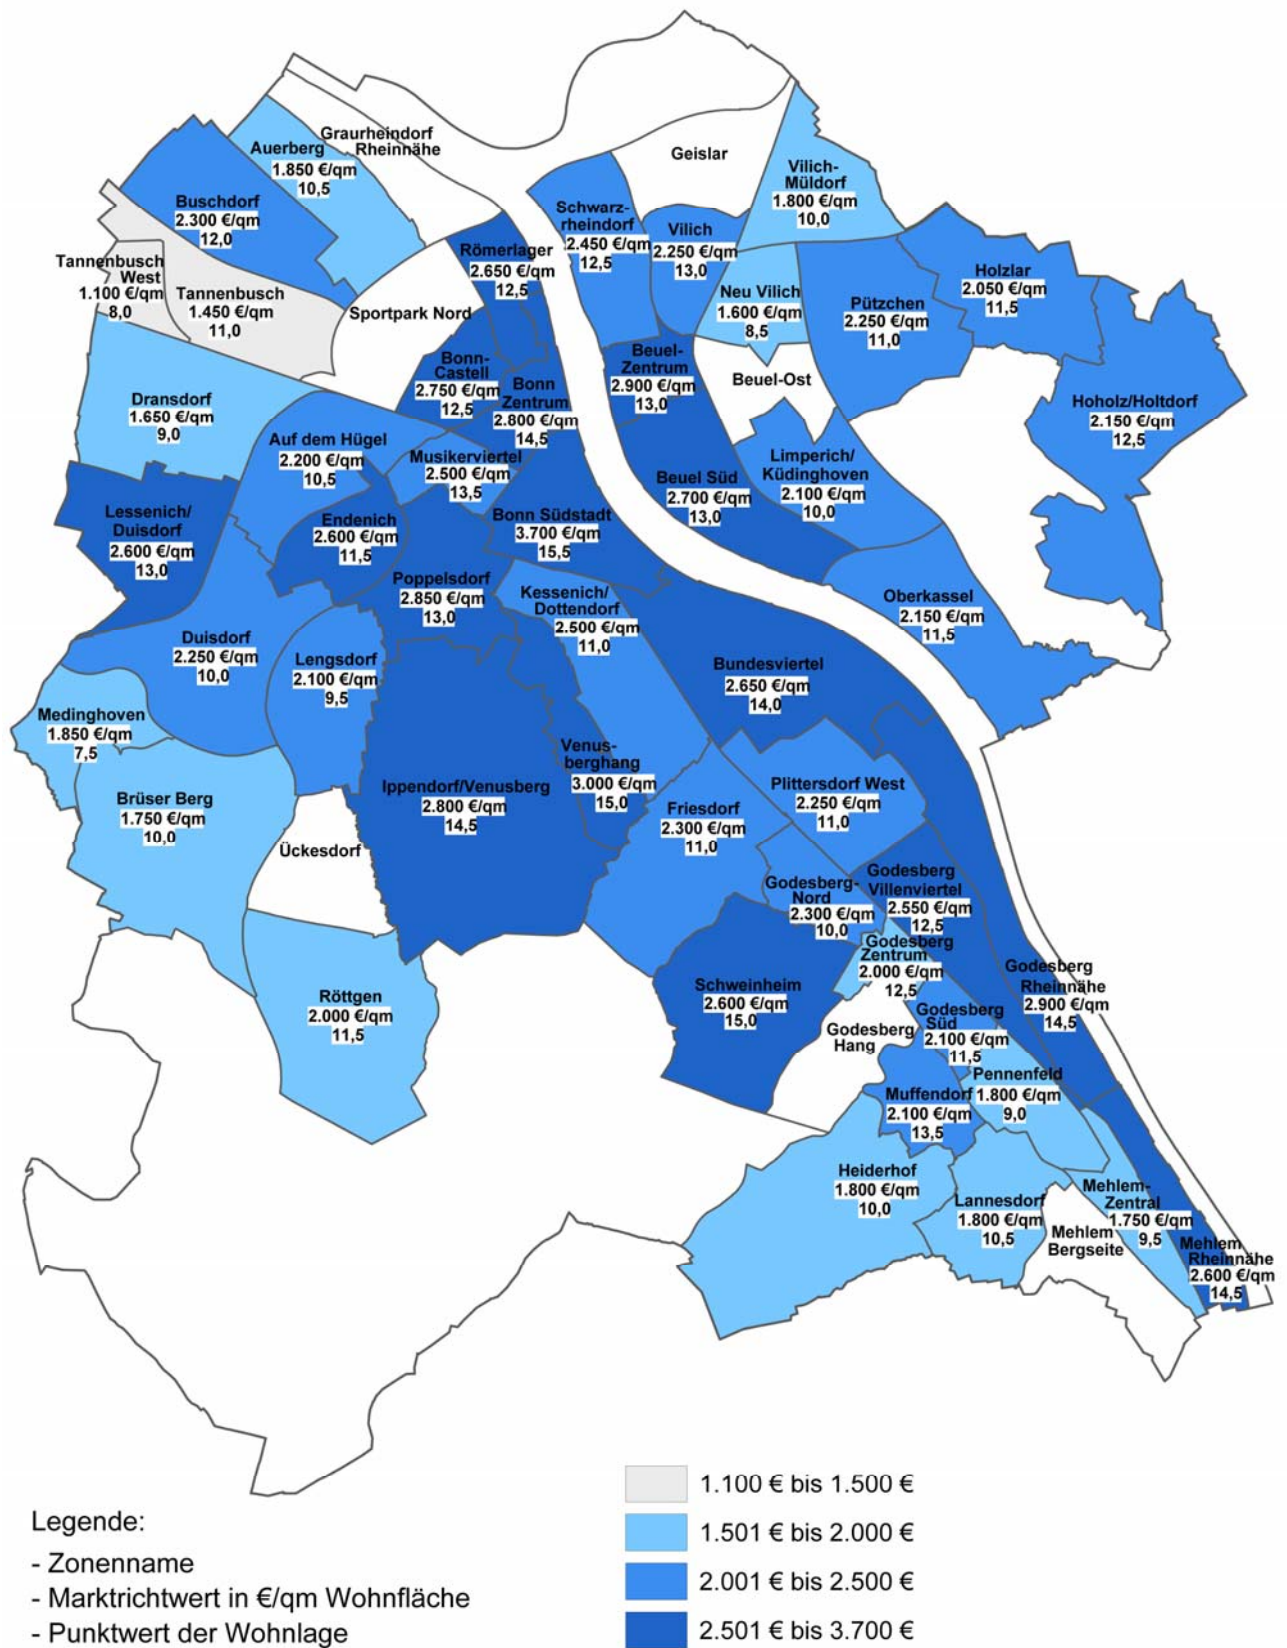 Graurheindorf
Rheinnähe
Auerberg
1.850 €/qm
10,5
Geislar
Vilich-
Müldorf
1.800 €/qm
10,0
Buschdorf
2.300 €/qm
12,0
Schwarz-
rheindorf
2.450 €/qm
12,5
Vilich
2.250 €/qm
13,0
Römerlager
2.650 €/qm
12,5
Tannenbusch
West
1.100 €/qm
8,0
Tannenbusch
1.450 €/qm
11,0
Sportpark Nord
Neu Vilich
1.600 €/qm
8,5
Pützchen
2.250 €/qm
11,0
Holzlar
2.050 €/qm
11,5
Bonn-
Castell
2.750 €/qm
12,5
Bonn
Zentrum
2.800 €/qm
14,5
Beuel-
Zentrum
2.900 €/qm
13,0
Beuel-Ost
Hoholz/Holtdorf
2.150 €/qm
12,5
Dransdorf
1.650 €/qm
9,0
Auf dem Hügel
2.200 €/qm
10,5
Musikerviertel
2.500 €/qm
13,5
Beuel Süd
2.700 €/qm
13,0
Limperich/
Küdinghoven
2.100 €/qm
10,0
Lessenich/
Duisdorf
2.600 €/qm
13,0
Endenich
2.600 €/qm
11,5
Bonn Südstadt
3.700 €/qm
15,5
Poppelsdorf
2.850 €/qm
13,0
Kessenich/
Dottendorf
2.500 €/qm
11,0
Oberkassel
2.150 €/qm
11,5
Duisdorf
2.250 €/qm
10,0
Lengsdorf
2.100 €/qm
9,5
Bundesviertel
2.650 €/qm
14,0
Medinghoven
1.850 €/qm
7,5
Venus-
berghang
3.000 €/qm
15,0
Ippendorf/Venusberg
2.800 €/qm
14,5
Plittersdorf West
2.250 €/qm
11,0
Brüser Berg
1.750 €/qm
10,0
Friesdorf
2.300 €/qm
11,0
Ückesdorf
Godesberg-
Nord
2.300 €/qm
10,0
Godesberg
Villenviertel
2.550 €/qm
12,5
Godesberg
Zentrum
2.000 €/qm
12,5
Godesberg
Rheinnähe
2.900 €/qm
14,5
Röttgen
2.000 €/qm
11,5
Schweinheim
2.600 €/qm
15,0
Godesberg
Hang
Godesberg
Süd
2.100 €/qm
11,5
Pennenfeld
1.800 €/qm
9,0
Muffendorf
2.100 €/qm
13,5
Heiderhof
1.800 €/qm
10,0
Lannesdorf
1.800 €/qm
10,5
Mehlem-
Zentral
1.750 €/qm
9,5
Mehlem
Bergseite
Mehlem
Rheinnähe
2.600 €/qm
14,5
Legende:
- Zonenname
- Marktrichtwert in €/qm Wohnfläche
- Punktwert der Wohnlage
1.100 € bis 1.500 €
1.501 € bis 2.000 €
2.001 € bis 2.500 €
2.501 € bis 3.700 €